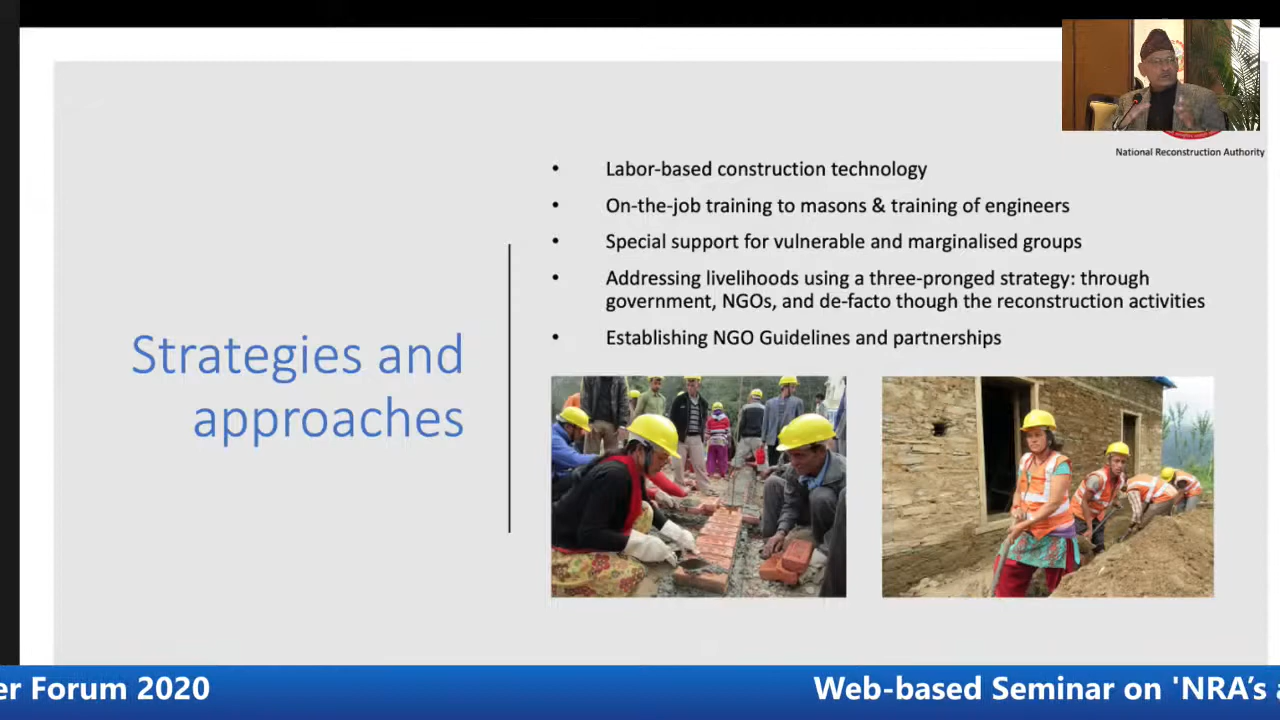 National Reconstruction Authority
Labor-based construction technology
On-the-job training to masons & training of engineers
Special support for vulnerable and marginalised groups
Addressing livelihoods using a three-pronged strategy: through
government, NGOs, and de-facto though the reconstruction activities
Establishing NGO Guidelines and partnerships
Strategies and
approaches
er Forum 2020
Web-based Seminar on 'NRA's a